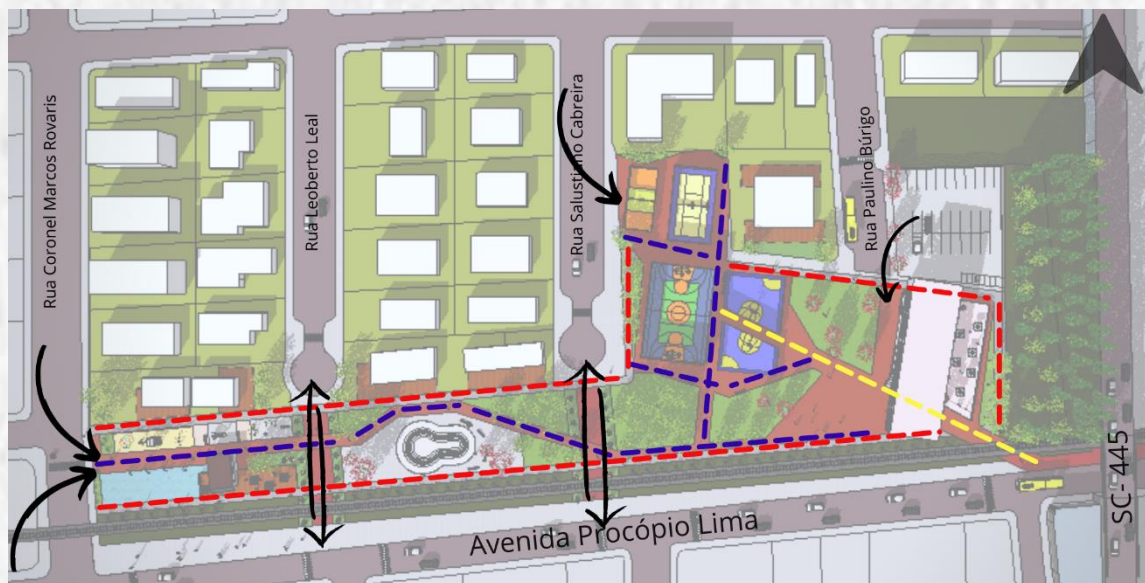 Rua Coronel Marcos Rovaris
Rua Leoberto Leal
Rua Salustiano Cabreira
Rua Paulino Búrigo
Avenida Procópio Lima
SC- 445